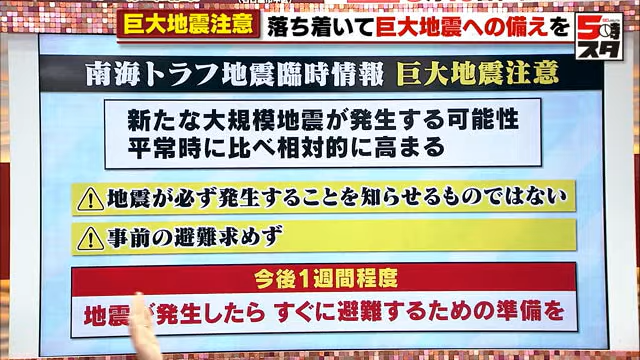 巨大地震注意 落ち着いて巨大地震への備えを
5時スタ
南海トラフ地震臨時情報 巨大地震注意
新たな大規模地震が発生する可能性
平常時に比べ相対的に高まる
地震が必ず発生することを知らせるものではない
事前の避難求めず
今後1週間程度
地震が発生したら すぐに避難するための準備を